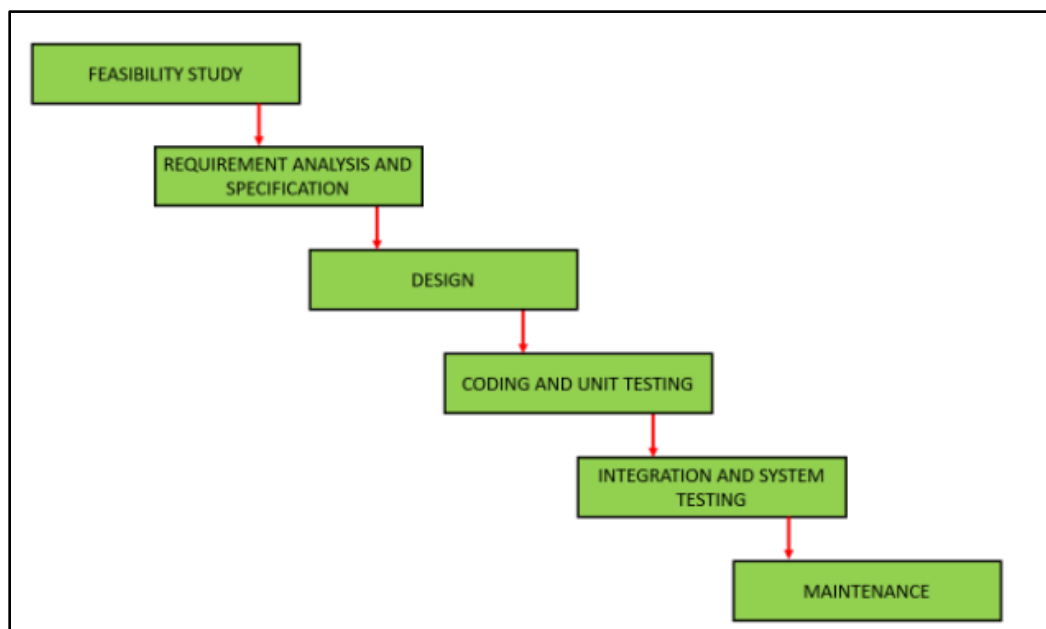 FEASIBILITY STUDY
REQUIREMENT ANALYSIS AND
SPECIFICATION
DESIGN
CODING AND UNIT TESTING
INTEGRATION AND SYSTEM
TESTING
MAINTENANCE